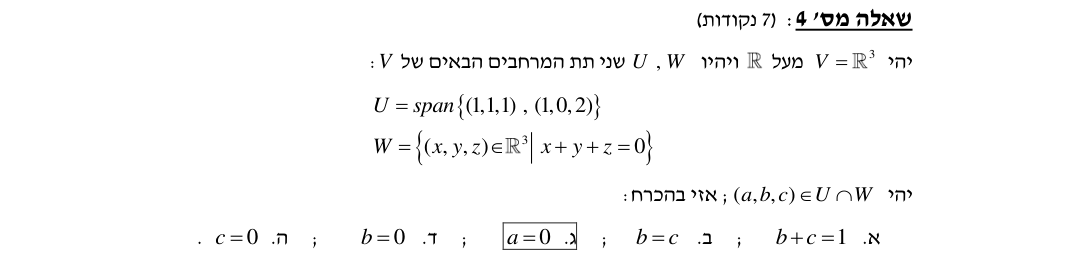 שאלה מס' 4 : (7 נקודות)
יהי V = ℝ³ מעל ℝ ויהיו U , W שני תת המרחבים הבאים של V :
U = span{(1,1,1) , (1,0,2)}
W = {(x, y, z)∈ℝ³| x + y + z = 0}
יהי (a,b,c) ∈ U ∩ W ; אזי בהכרח :
א. b + c = 1 ; ב. b = c ; ג. a = 0 ; ד. b = 0 ; ה. c = 0 .